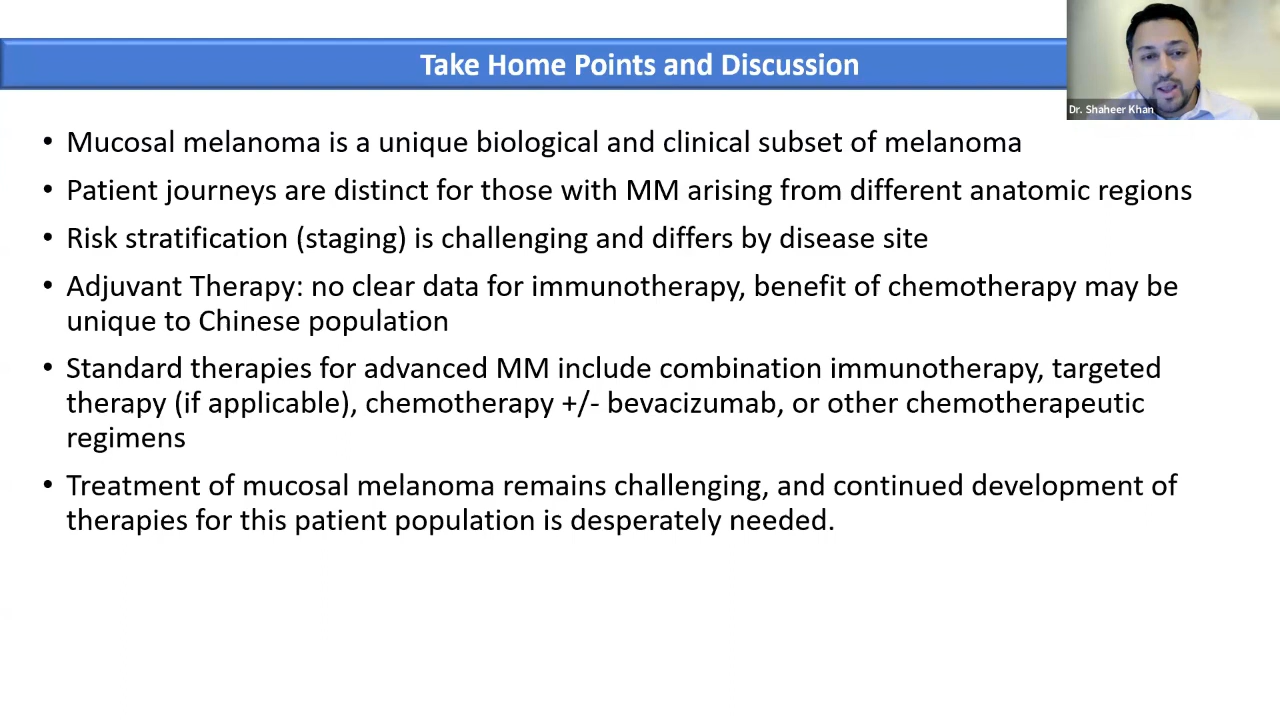 Take Home Points and Discussion
Dr. Shaheer Khan
• Mucosal melanoma is a unique biological and clinical subset of melanoma
• Patient journeys are distinct for those with MM arising from different anatomic regions
• Risk stratification (staging) is challenging and differs by disease site
• Adjuvant Therapy: no clear data for immunotherapy, benefit of chemotherapy may be
unique to Chinese population
• Standard therapies for advanced MM include combination immunotherapy, targeted
therapy (if applicable), chemotherapy +/- bevacizumab, or other chemotherapeutic
regimens
• Treatment of mucosal melanoma remains challenging, and continued development of
therapies for this patient population is desperately needed.